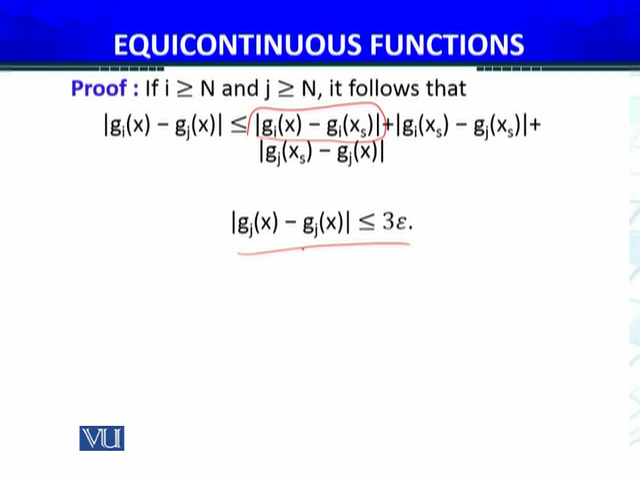 EQUICONTINUOUS FUNCTIONS
Proof : If i ≥ N and j ≥ N, it follows that
|gᵢ(x) − gⱼ(x)| ≤ |gᵢ(x) − gᵢ(xₛ)|+|gᵢ(xₛ) − gⱼ(xₛ)|+
|gⱼ(xₛ) − gⱼ(x)|
|gⱼ(x) − gⱼ(x)| ≤ 3ε.
VU